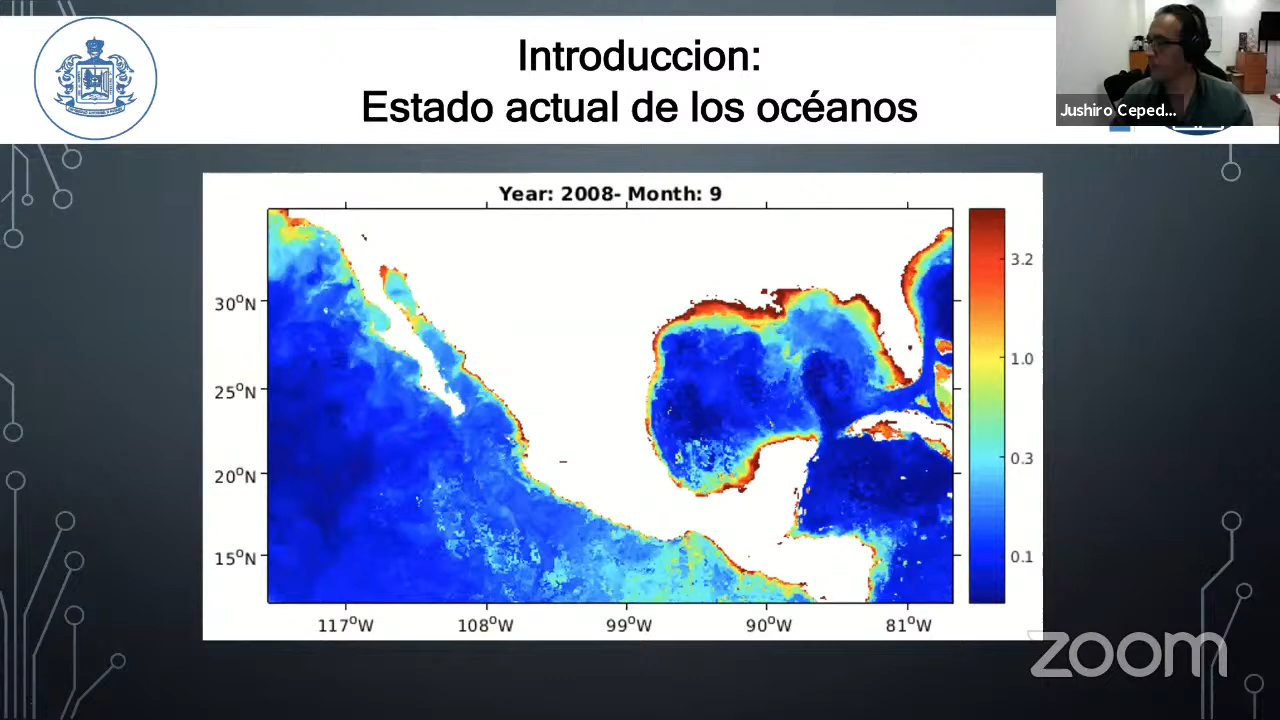 Introduccion:
Estado actual de los océanos
Jushiro Ceped...
Year: 2008- Month: 9
30°N
25°N
20°N
15°N
117°W
108°W
99°W
90°W
81°W
3.2
1.0
0.3
0.1
zoom